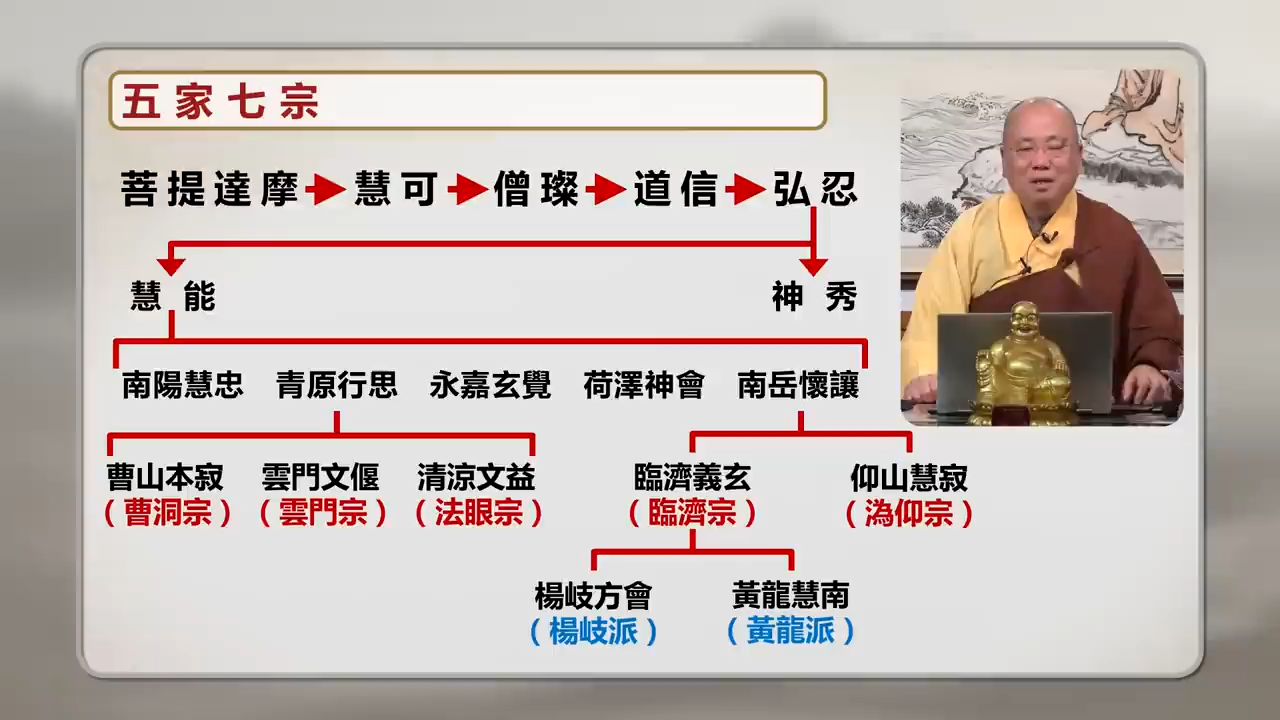 五家七宗
菩提達摩 慧可 僧璨 道信 弘忍
慧能 神秀
南陽慧忠 青原行思 永嘉玄覺 荷澤神會 南岳懷讓
曹山本寂 雲門文偃 清涼文益 臨濟義玄 仰山慧寂
（曹洞宗） （雲門宗） （法眼宗） （臨濟宗） （溈仰宗）
楊岐方會 黃龍慧南
（楊岐派） （黃龍派）